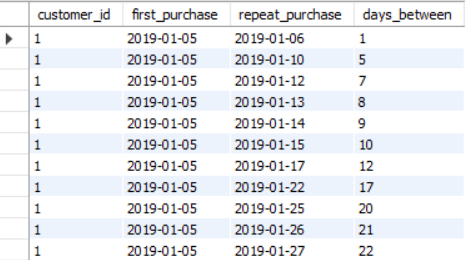 customer_id first_purchase repeat_purchase days_between
1 2019-01-05 2019-01-06 1
1 2019-01-05 2019-01-10 5
1 2019-01-05 2019-01-12 7
1 2019-01-05 2019-01-13 8
1 2019-01-05 2019-01-14 9
1 2019-01-05 2019-01-15 10
1 2019-01-05 2019-01-17 12
1 2019-01-05 2019-01-22 17
1 2019-01-05 2019-01-25 20
1 2019-01-05 2019-01-26 21
1 2019-01-05 2019-01-27 22